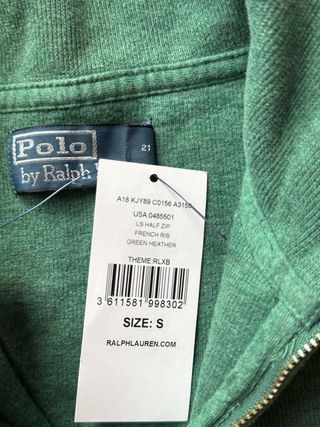 Polo
by Ralph
21
A18 KJY89 C0156 A3155
USA:0485501
LS HALF ZIP
FRENCH RIB
GREEN HEATHER
THEME:RLXB
3 611581 998302
SIZE: S
RALPHLAUREN.COM